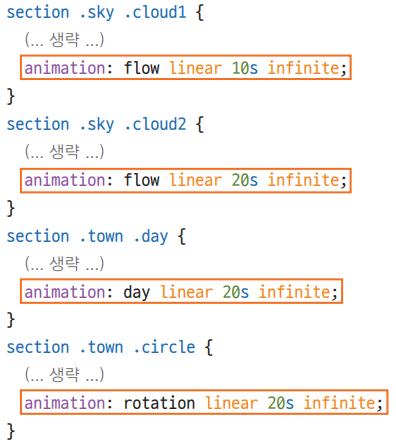 section .sky .cloud1 {
(... 생략 ...)
animation: flow linear 10s infinite;
}
section .sky .cloud2 {
(... 생략 ...)
animation: flow linear 20s infinite;
}
section .town .day {
(... 생략 ...)
animation: day linear 20s infinite;
}
section .town .circle {
(... 생략 ...)
animation: rotation linear 20s infinite;
}